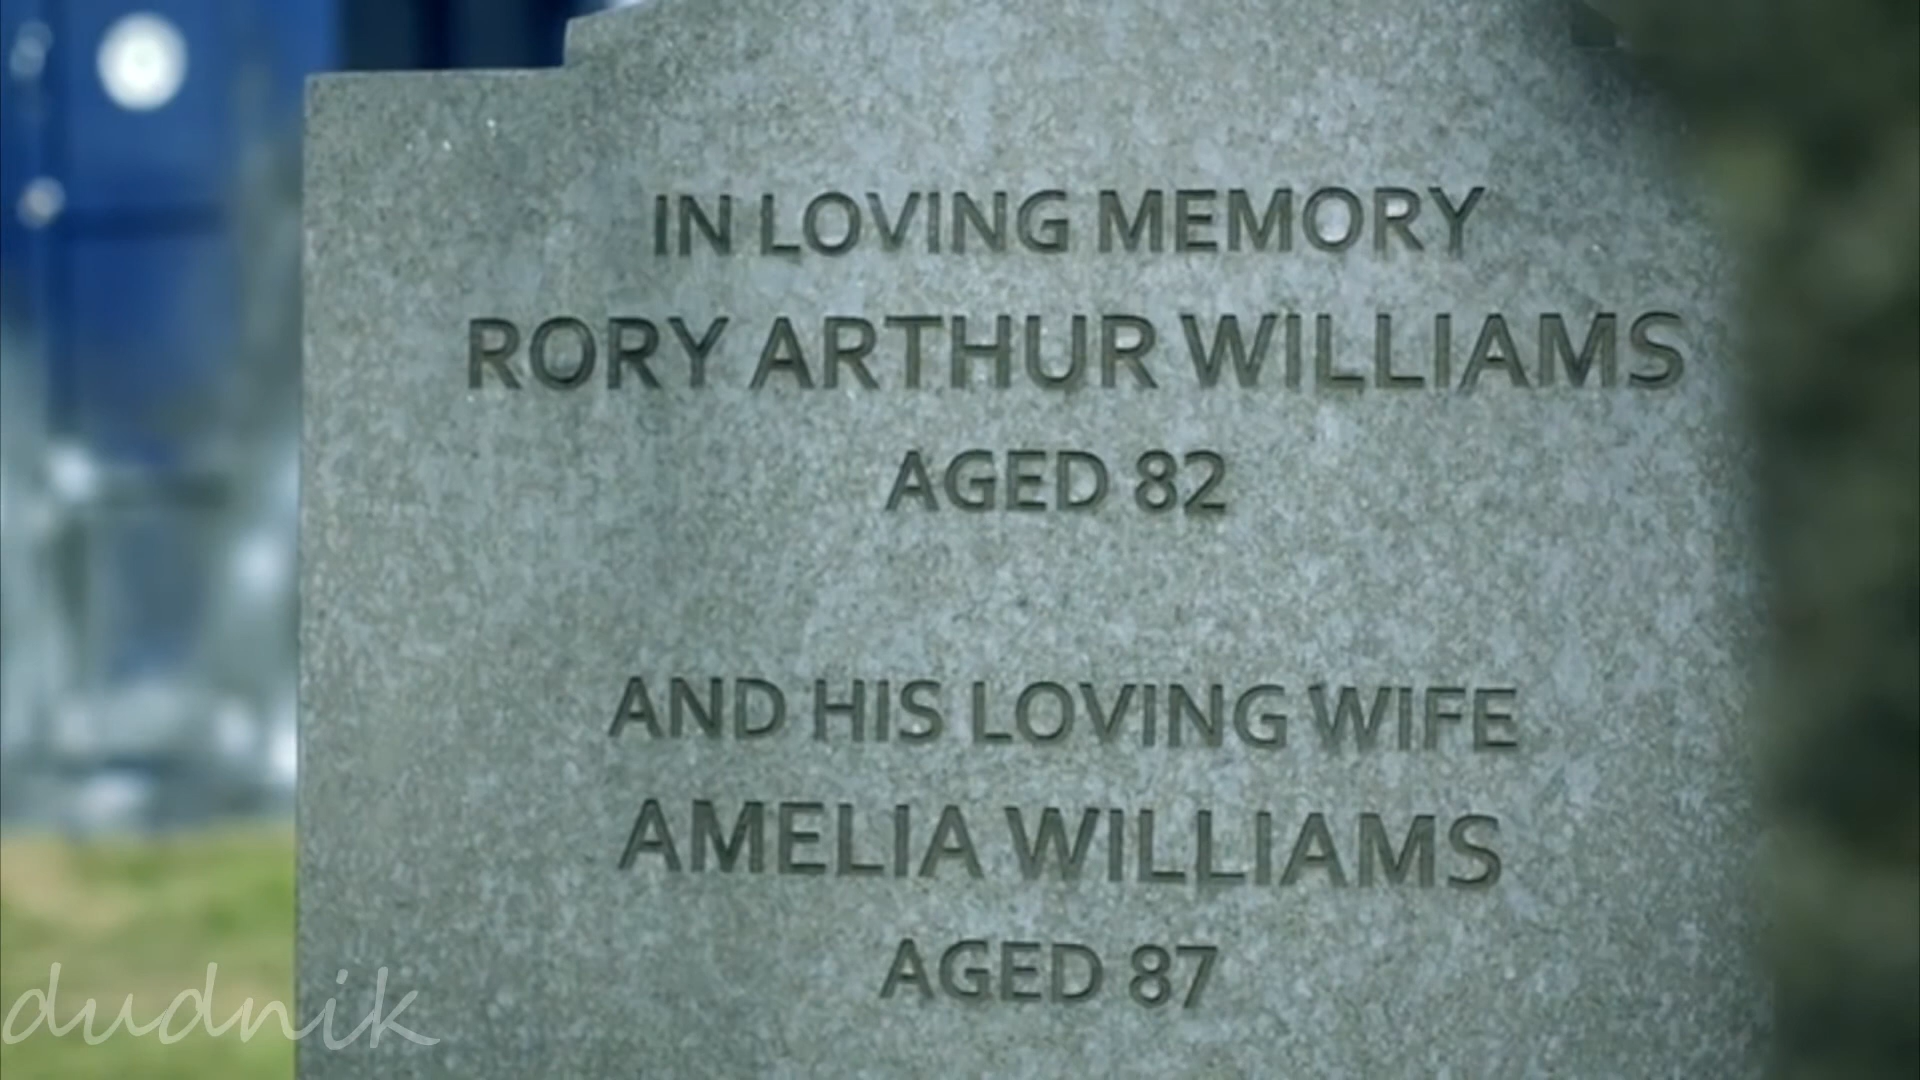 IN LOVING MEMORY
RORY ARTHUR WILLIAMS
AGED 82
AND HIS LOVING WIFE
AMELIA WILLIAMS
AGED 87
dudnik